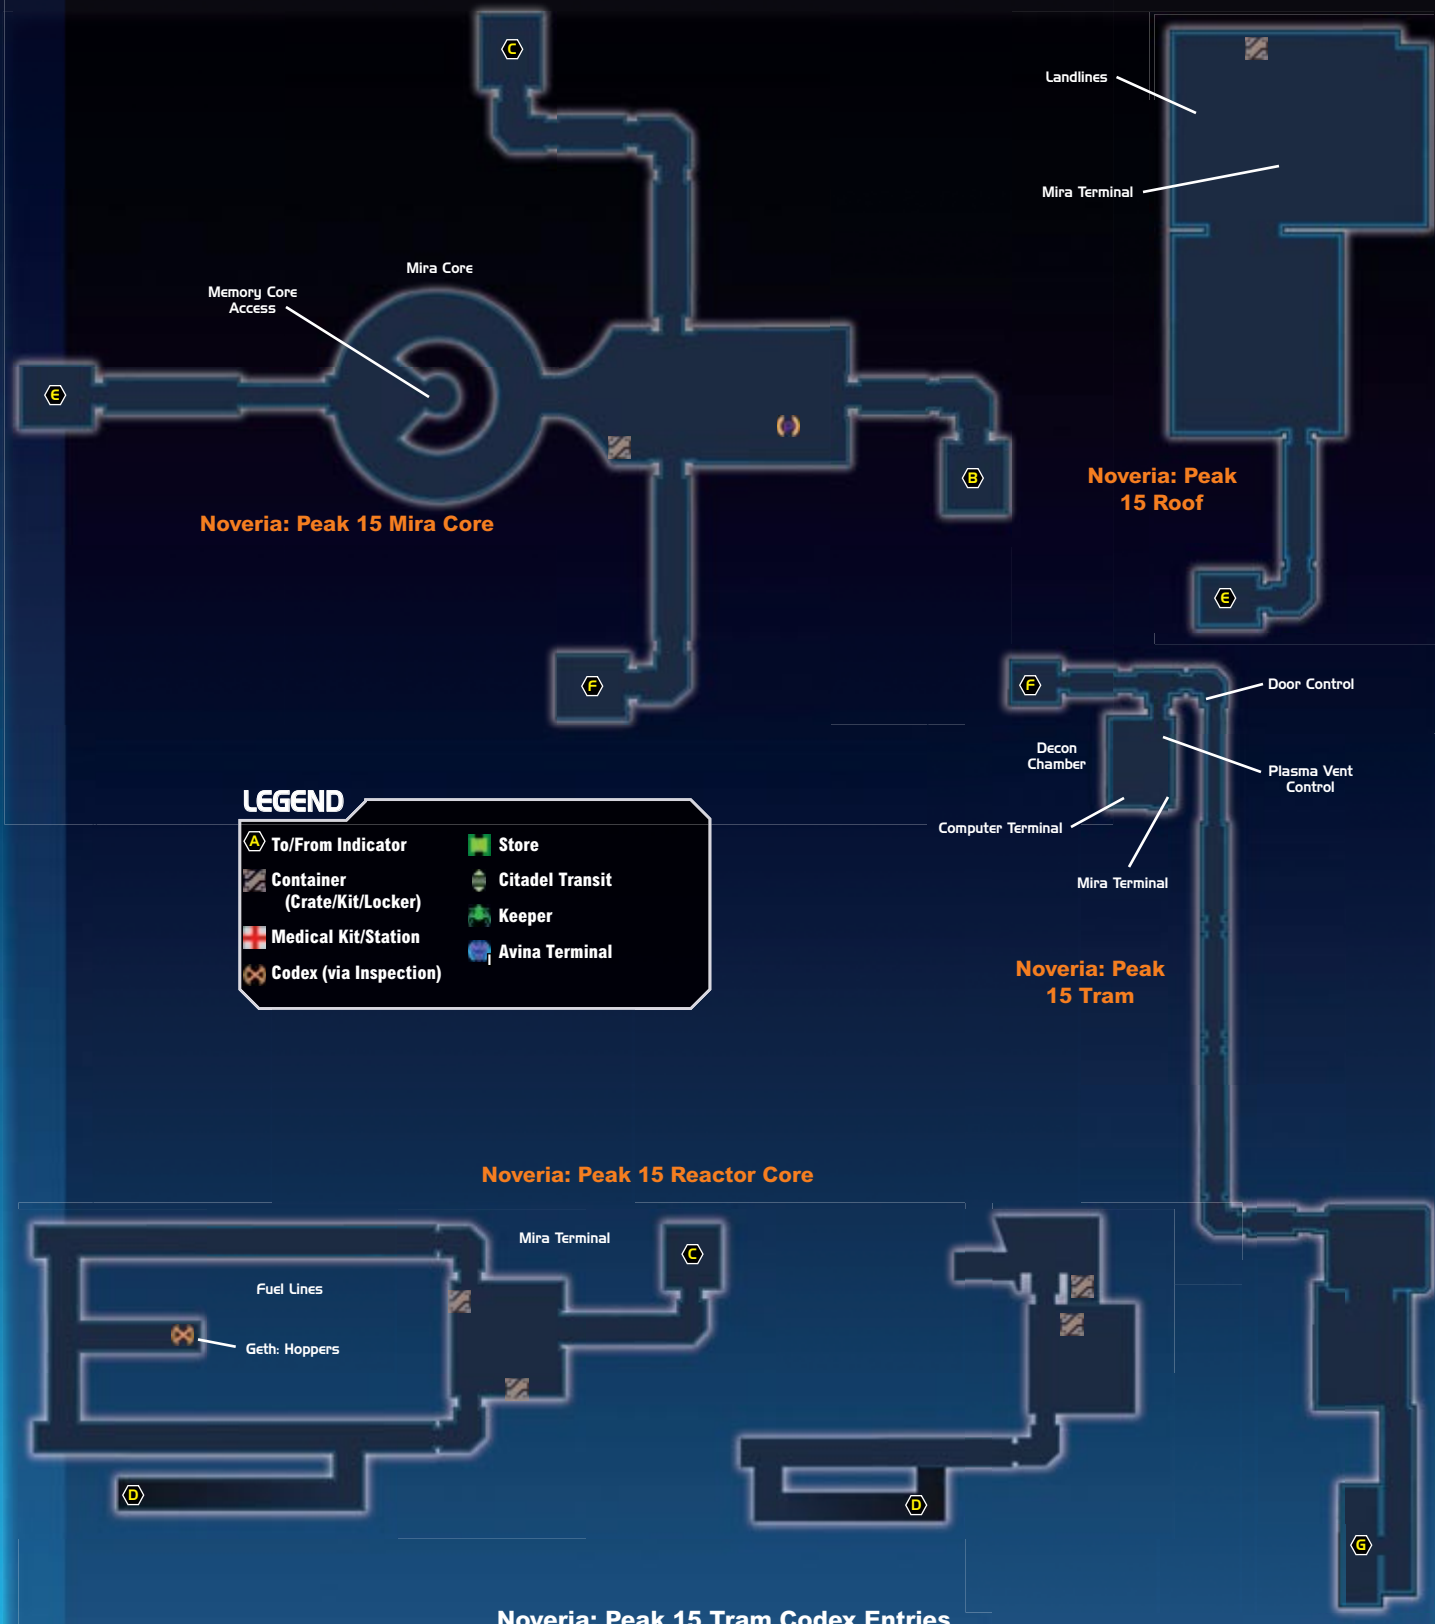 C
Landlines
Mira Terminal
Mira Core
Memory Core
Access
E
B
Noveria: Peak 15 Mira Core
Noveria: Peak
15 Roof
E
F
F
Door Control
Decon
Chamber
Plasma Vent
Control
Computer Terminal
Mira Terminal
LEGEND
A To/From Indicator
Container
(Crate/Kit/Locker)
Medical Kit/Station
Codex (via Inspection)
Store
Citadel Transit
Keeper
Avina Terminal
Noveria: Peak
15 Tram
Noveria: Peak 15 Reactor Core
Mira Terminal
C
Fuel Lines
Geth: Hoppers
D
D
G
Noveria: Peak 15 Tram Codex Entries